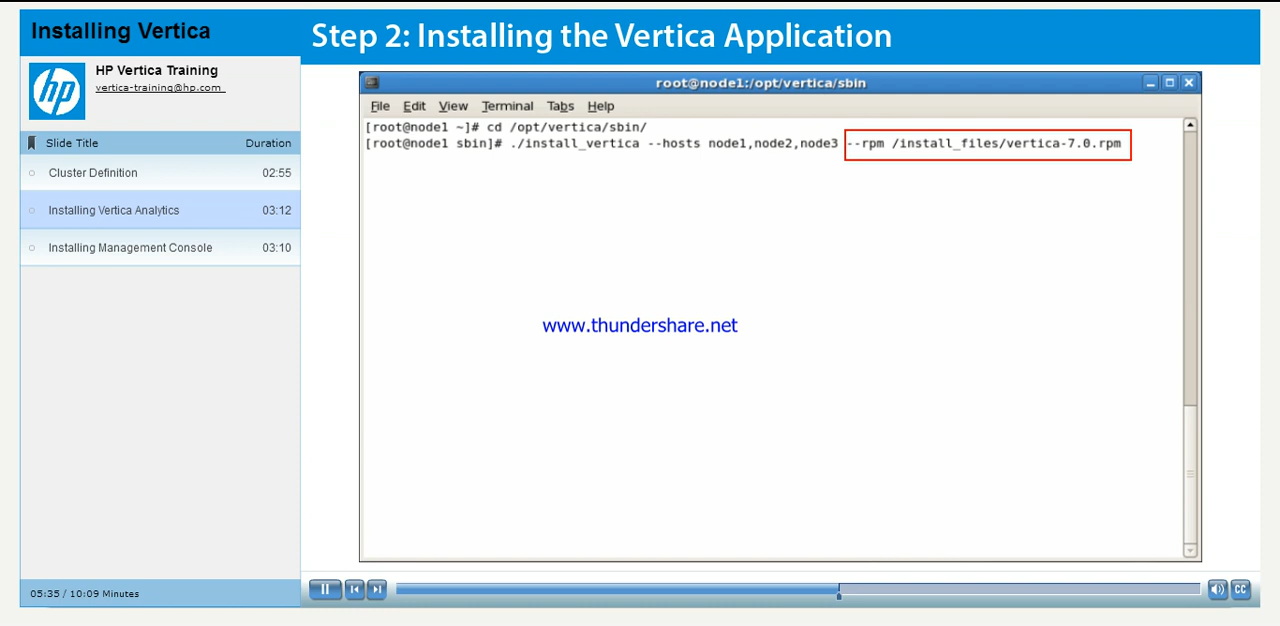 Installing Vertica
Step 2: Installing the Vertica Application
hp
HP Vertica Training
vertica-training@hp.com
Slide Title Duration
Cluster Definition 02:55
Installing Vertica Analytics 03:12
Installing Management Console 03:10
root@node1:/opt/vertica/sbin
File Edit View Terminal Tabs Help
[root@node1 ~]# cd /opt/vertica/sbin/
[root@node1 sbin]# ./install_vertica --hosts node1,node2,node3 --rpm /install_files/vertica-7.0.rpm
www.thundershare.net
05:35 / 10:09 Minutes
CC